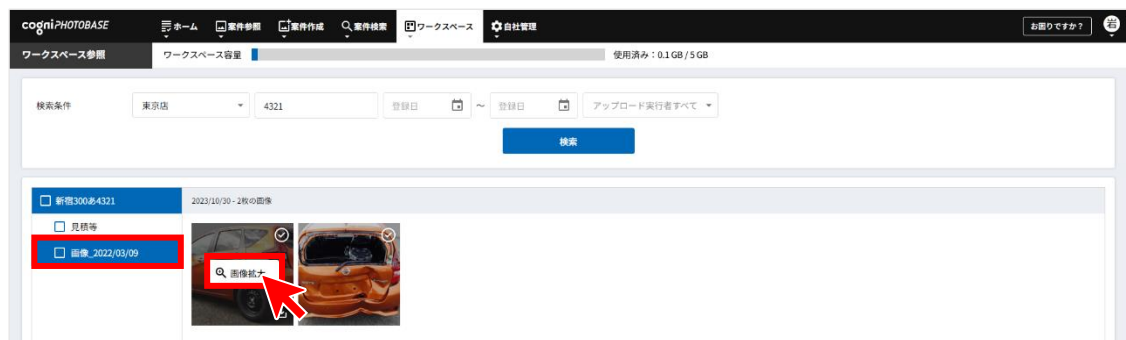 cogniPHOTOBASE ホーム 案件参照 案件作成 案件検索 ワークスペース 自社管理 お困りですか? 岩
ワークスペース参照 ワークスペース容量 使用済み：0.1 GB / 5 GB
検索条件 東京店 4321 登録日 ~ 登録日 アップロード実行者すべて
検索
新宿300あ4321 2023/10/30 - 2枚の画像
見積等
画像_2022/03/09
画像拡大